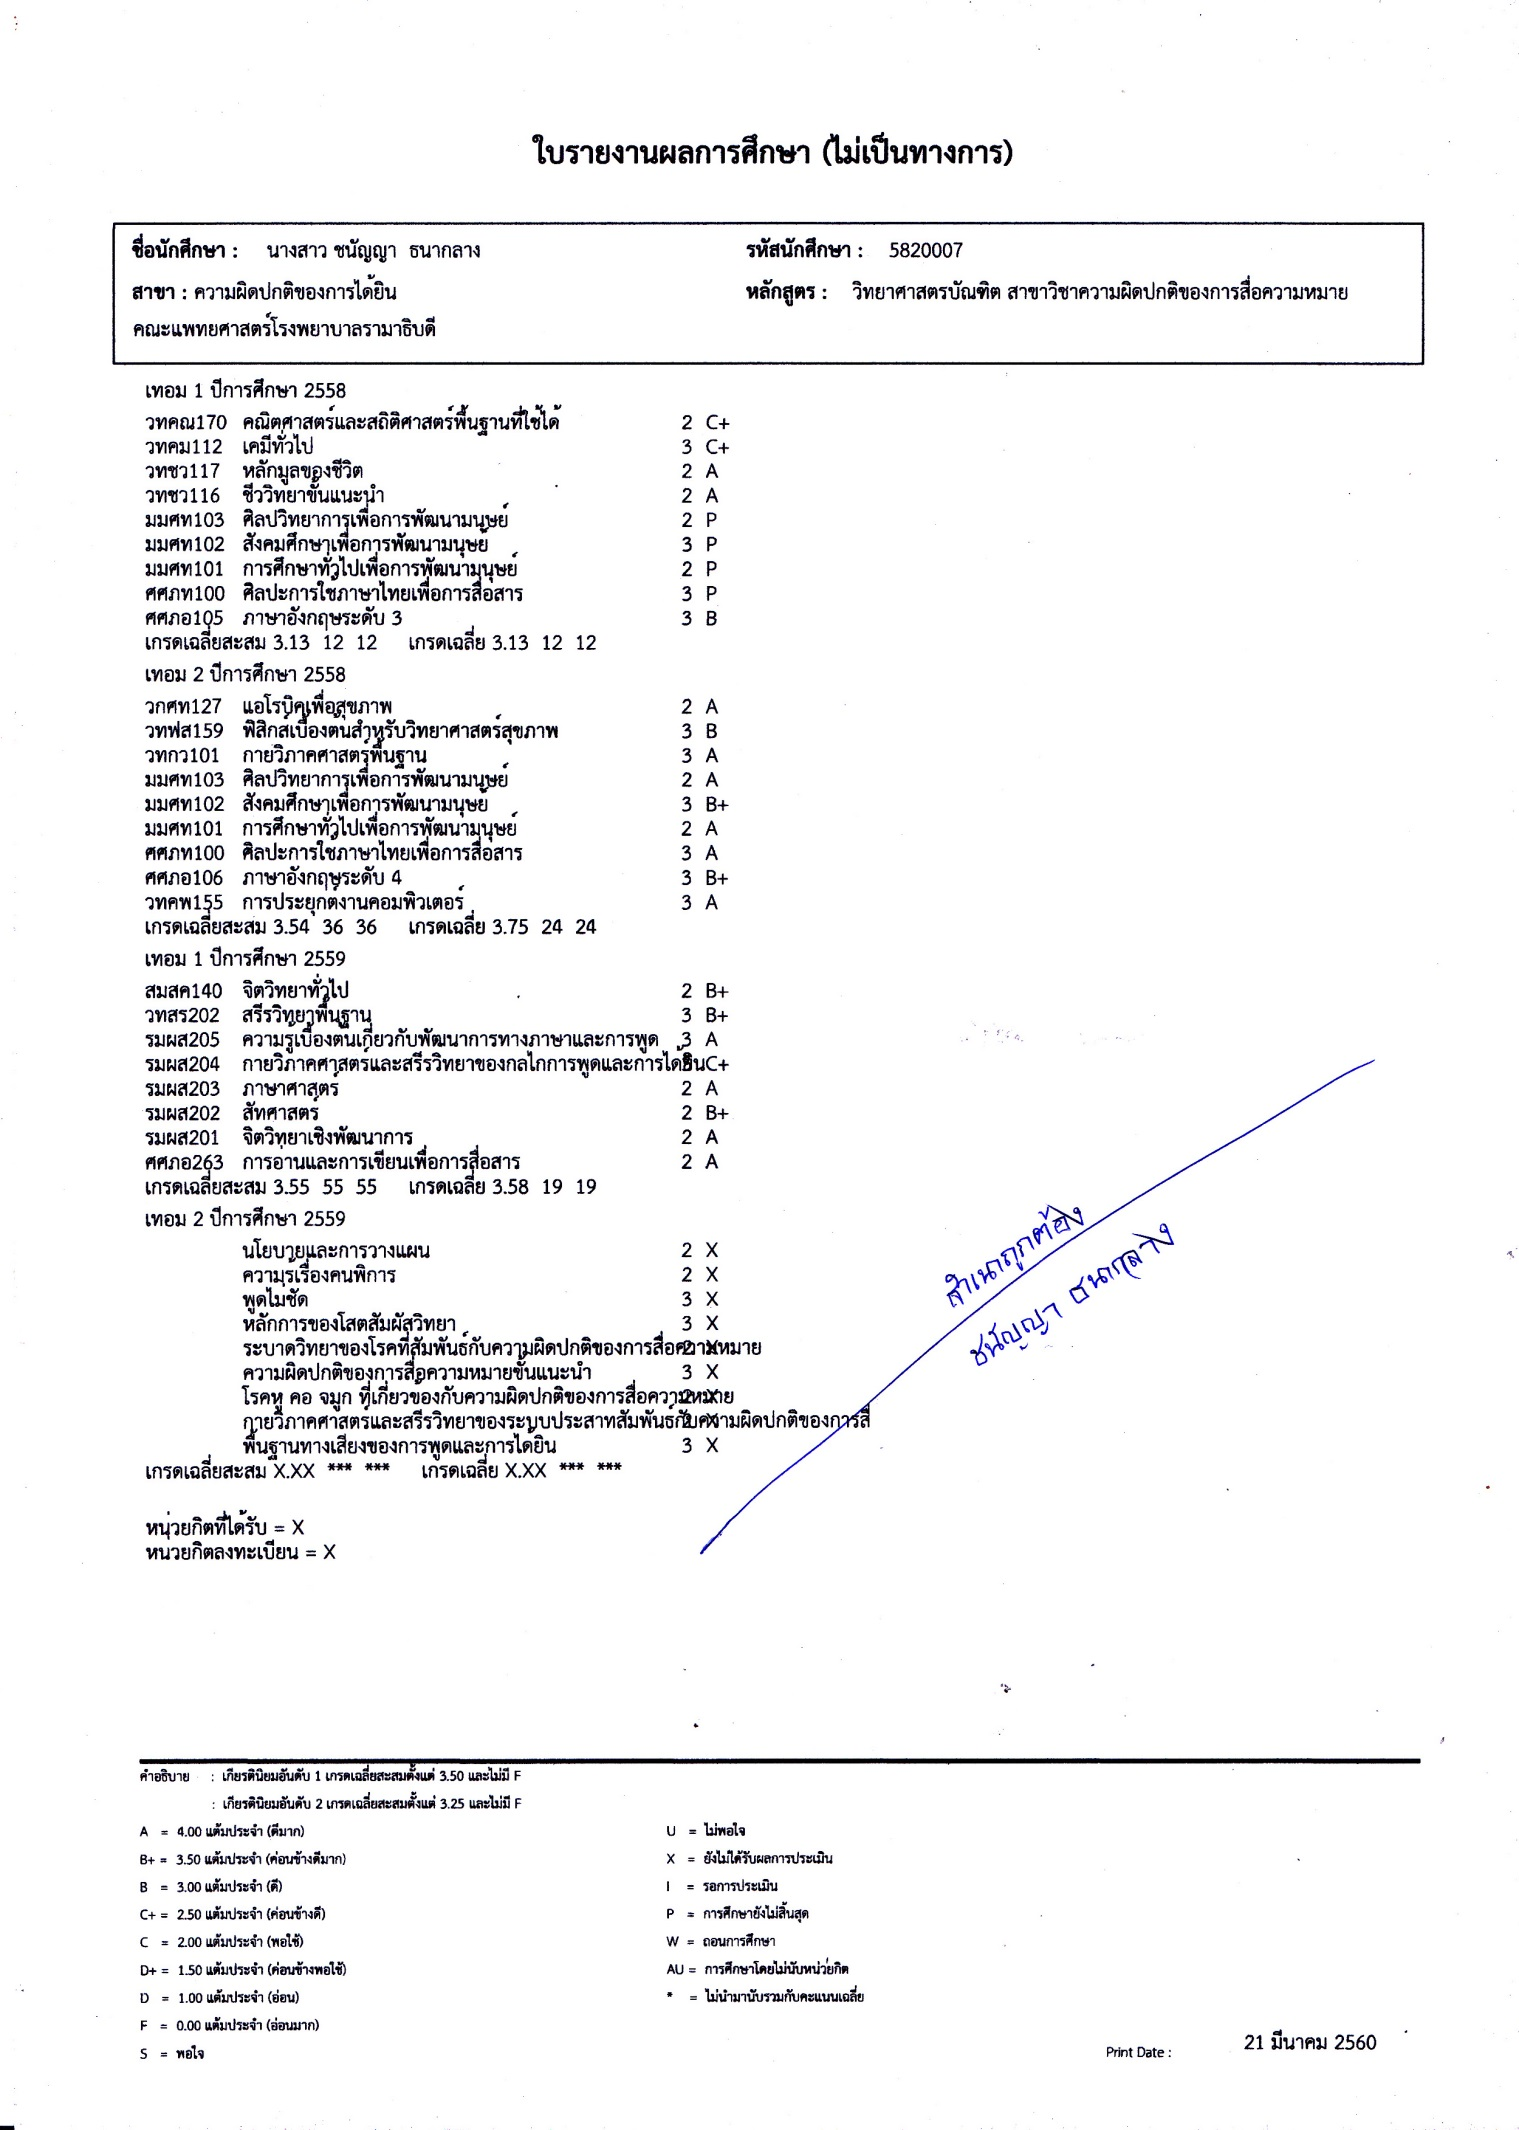 ใบรายงานผลการศึกษา (ไม่เป็นทางการ)
ชื่อนักศึกษา : นางสาว ชนัญญา ธนากลาง รหัสนักศึกษา : 5820007
สาขา : ความผิดปกติของการได้ยิน หลักสูตร : วิทยาศาสตรบัณฑิต สาขาวิชาความผิดปกติของการสื่อความหมาย
คณะแพทยศาสตร์โรงพยาบาลรามาธิบดี
เทอม 1 ปีการศึกษา 2558
วทคณ170 คณิตศาสตร์และสถิติศาสตร์พื้นฐานที่ใช้ได้ 2 C+
วทคม112 เคมีทั่วไป 3 C+
วทชว117 หลักมูลของชีวิต 2 A
วทชว116 ชีววิทยาขั้นแนะนำ 2 A
มมศท103 ศิลปวิทยาการเพื่อการพัฒนามนุษย์ 2 P
มมศท102 สังคมศึกษาเพื่อการพัฒนามนุษย์ 3 P
มมศท101 การศึกษาทั่วไปเพื่อการพัฒนามนุษย์ 2 P
ศศภท100 ศิลปะการใช้ภาษาไทยเพื่อการสื่อสาร 3 P
ศศภอ105 ภาษาอังกฤษระดับ 3 3 B
เกรดเฉลี่ยสะสม 3.13 12 12 เกรดเฉลี่ย 3.13 12 12
เทอม 2 ปีการศึกษา 2558
วกศท127 แอโรบิคเพื่อสุขภาพ 2 A
วทฟส159 ฟิสิกส์เบื้องต้นสำหรับวิทยาศาสตร์สุขภาพ 3 B
วทกว101 กายวิภาคศาสตร์พื้นฐาน 3 A
มมศท103 ศิลปวิทยาการเพื่อการพัฒนามนุษย์ 2 A
มมศท102 สังคมศึกษาเพื่อการพัฒนามนุษย์ 3 B+
มมศท101 การศึกษาทั่วไปเพื่อการพัฒนามนุษย์ 2 A
ศศภท100 ศิลปะการใช้ภาษาไทยเพื่อการสื่อสาร 3 A
ศศภอ106 ภาษาอังกฤษระดับ 4 3 B+
วทคพ155 การประยุกต์งานคอมพิวเตอร์ 3 A
เกรดเฉลี่ยสะสม 3.54 36 36 เกรดเฉลี่ย 3.75 24 24
เทอม 1 ปีการศึกษา 2559
สมสค140 จิตวิทยาทั่วไป 2 B+
วทสร202 สรีรวิทยาพื้นฐาน 3 B+
รมผส205 ความรู้เบื้องต้นเกี่ยวกับพัฒนาการทางภาษาและการพูด 3 A
รมผส204 กายวิภาคศาสตร์และสรีรวิทยาของกลไกการพูดและการได้ยิน C+
รมผส203 ภาษาศาสตร์ 2 A
รมผส202 สัทศาสตร์ 2 B+
รมผส201 จิตวิทยาเชิงพัฒนาการ 2 A
ศศภอ263 การอ่านและการเขียนเพื่อการสื่อสาร 2 A
เกรดเฉลี่ยสะสม 3.55 55 55 เกรดเฉลี่ย 3.58 19 19
เทอม 2 ปีการศึกษา 2559
นโยบายและการวางแผน 2 X
ความรู้เรื่องคนพิการ 2 X
พูดไม่ชัด 3 X
หลักการของโสตสัมผัสวิทยา 3 X
ระบาดวิทยาของโรคที่สัมพันธ์กับความผิดปกติของการสื่อความหมาย 2 X
ความผิดปกติของการสื่อความหมายขั้นแนะนำ 3 X
โรคหู คอ จมูก ที่เกี่ยวข้องกับความผิดปกติของการสื่อความหมาย 2 X
กายวิภาคศาสตร์และสรีรวิทยาของระบบประสาทสัมพันธ์กับความผิดปกติของการสื่ X
พื้นฐานทางเสียงของการพูดและการได้ยิน 3 X
เกรดเฉลี่ยสะสม X.XX *** *** เกรดเฉลี่ย X.XX *** ***
สำเนาถูกต้อง
ชนัญญา ธนากลาง
หน่วยกิตที่ได้รับ = X
หน่วยกิตลงทะเบียน = X
คำอธิบาย : เกียรตินิยมอันดับ 1 เกรดเฉลี่ยสะสมตั้งแต่ 3.50 และไม่มี F
: เกียรตินิยมอันดับ 2 เกรดเฉลี่ยสะสมตั้งแต่ 3.25 และไม่มี F
A = 4.00 แต้มประจำ (ดีมาก) U = ไม่พอใจ
B+ = 3.50 แต้มประจำ (ค่อนข้างดีมาก) X = ยังไม่ได้รับผลการประเมิน
B = 3.00 แต้มประจำ (ดี) I = รอการประเมิน
C+ = 2.50 แต้มประจำ (ค่อนข้างดี) P = การศึกษายังไม่สิ้นสุด
C = 2.00 แต้มประจำ (พอใช้) W = ถอนการศึกษา
D+ = 1.50 แต้มประจำ (ค่อนข้างพอใช้) AU = การศึกษาโดยไม่นับหน่วยกิต
D = 1.00 แต้มประจำ (อ่อน) * = ไม่นำมานับรวมกับคะแนนเฉลี่ย
F = 0.00 แต้มประจำ (อ่อนมาก)
S = พอใจ
Print Date : 21 มีนาคม 2560